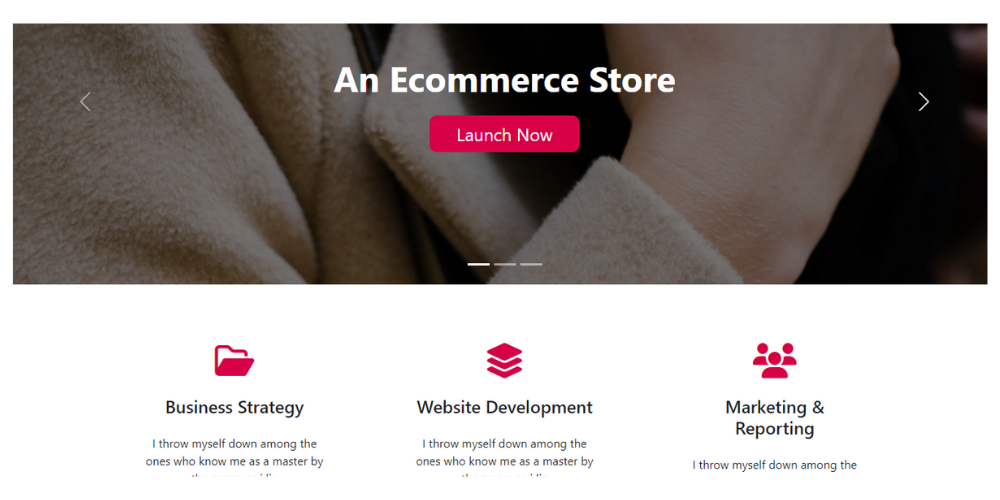 An Ecommerce Store
Launch Now
Business Strategy
Website Development
Marketing &
Reporting
I throw myself down among the
ones who know me as a master by
I throw myself down among the
ones who know me as a master by
I throw myself down among the